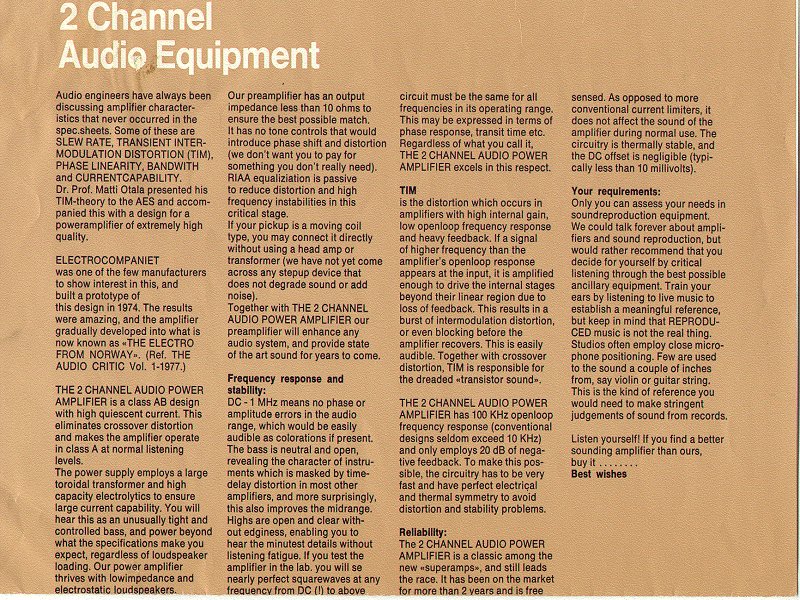 2 Channel
Audio Equipment
Audio engineers have always been
discussing amplifier character-
istics that never occurred in the
spec.sheets. Some of these are
SLEW RATE, TRANSIENT INTER-
MODULATION DISTORTION (TIM),
PHASE LINEARITY, BANDWITH
and CURRENTCAPABILITY.
Dr. Prof. Matti Otala presented his
TIM-theory to the AES and accom-
panied this with a design for a
poweramplifier of extremely high
quality.
ELECTROCOMPANIET
was one of the few manufacturers
to show interest in this, and
built a prototype of
this design in 1974. The results
were amazing, and the amplifier
gradually developed into what is
now known as «THE ELECTRO
FROM NORWAY». (Ref. THE
AUDIO CRITIC Vol. 1-1977.)
THE 2 CHANNEL AUDIO POWER
AMPLIFIER is a class AB design
with high quiescent current. This
eliminates crossover distortion
and makes the amplifier operate
in class A at normal listening
levels.
The power supply employs a large
toroidal transformer and high
capacity electrolytics to ensure
large current capability. You will
hear this as an unusually tight and
controlled bass, and power beyond
what the specifications make you
expect, regardless of loudspeaker
loading. Our power amplifier
thrives with lowimpedance and
electrostatic loudspeakers.
Our preamplifier has an output
impedance less than 10 ohms to
ensure the best possible match.
It has no tone controls that would
introduce phase shift and distortion
(we don't want you to pay for
something you don't really need).
RIAA equaliziation is passive
to reduce distortion and high
frequency instabilities in this
critical stage.
If your pickup is a moving coil
type, you may connect it directly
without using a head amp or
transformer (we have not yet come
across any stepup device that
does not degrade sound or add
noise).
Together with THE 2 CHANNEL
AUDIO POWER AMPLIFIER our
preamplifier will enhance any
audio system, and provide state
of the art sound for years to come.
Frequency response and
stability:
DC - 1 MHz means no phase or
amplitude errors in the audio
range, which would be easily
audible as colorations if present.
The bass is neutral and open,
revealing the character of instru-
ments which is masked by time-
delay distortion in most other
amplifiers, and more surprisingly,
this also improves the midrange.
Highs are open and clear with-
out edginess, enabling you to
hear the minutest details without
listening fatigue. If you test the
amplifier in the lab. you will se
nearly perfect squarewaves at any
frequency from DC (!) to above
circuit must be the same for all
frequencies in its operating range.
This may be expressed in terms of
phase response, transit time etc.
Regardless of what you call it,
THE 2 CHANNEL AUDIO POWER
AMPLIFIER excels in this respect.
TIM
is the distortion which occurs in
amplifiers with high internal gain,
low openloop frequency response
and heavy feedback. If a signal
of higher frequency than the
amplifier's openloop response
appears at the input, it is amplified
enough to drive the internal stages
beyond their linear region due to
loss of feedback. This results in a
burst of intermodulation distortion,
or even blocking before the
amplifier recovers. This is easily
audible. Together with crossover
distortion, TIM is responsible for
the dreaded «transistor sound».
THE 2 CHANNEL AUDIO POWER
AMPLIFIER has 100 KHz openloop
frequency response (conventional
designs seldom exceed 10 KHz)
and only employs 20 dB of nega-
tive feedback. To make this pos-
sible, the circuitry has to be very
fast and have perfect electrical
and thermal symmetry to avoid
distortion and stability problems.
Reliability:
The 2 CHANNEL AUDIO POWER
AMPLIFIER is a classic among the
new «superamps», and still leads
the race. It has been on the market
for more than 2 years and is free
sensed. As opposed to more
conventional current limiters, it
does not affect the sound of the
amplifier during normal use. The
circuitry is thermally stable, and
the DC offset is negligible (typi-
cally less than 10 millivolts).
Your requirements:
Only you can assess your needs in
soundreproduction equipment.
We could talk forever about ampli-
fiers and sound reproduction, but
would rather recommend that you
decide for yourself by critical
listening through the best possible
ancillary equipment. Train your
ears by listening to live music to
establish a meaningful reference,
but keep in mind that REPRODU-
CED music is not the real thing.
Studios often employ close micro-
phone positioning. Few are used
to the sound a couple of inches
from, say violin or guitar string.
This is the kind of reference you
would need to make stringent
judgements of sound from records.
Listen yourself! If you find a better
sounding amplifier than ours,
buy it . . . . . . . .
Best wishes